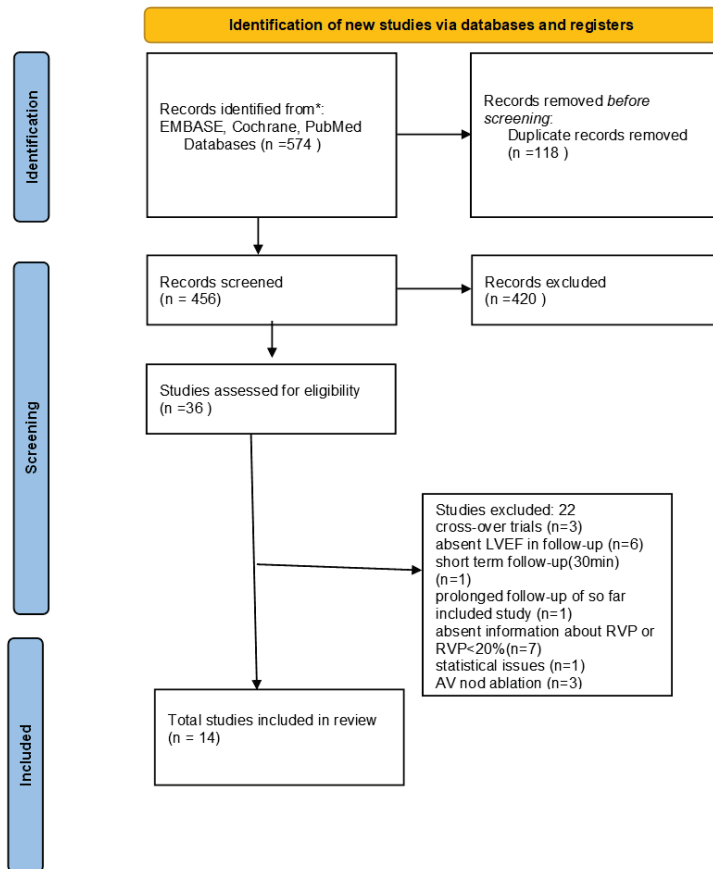 Identification of new studies via databases and registers
Identification
Records identified from*:
EMBASE, Cochrane, PubMed
Databases (n =574 )
Records removed before
screening:
Duplicate records removed
(n =118 )
Screening
Records screened
(n = 456)
Records excluded
(n =420 )
Studies assessed for eligibility
(n =36 )
Studies excluded: 22
cross-over trials (n=3)
absent LVEF in follow-up (n=6)
short term follow-up(30min)
(n=1)
prolonged follow-up of so far
included study (n=1)
absent information about RVP or
RVP<20%(n=7)
statistical issues (n=1)
AV nod ablation (n=3)
Included
Total studies included in review
(n = 14)